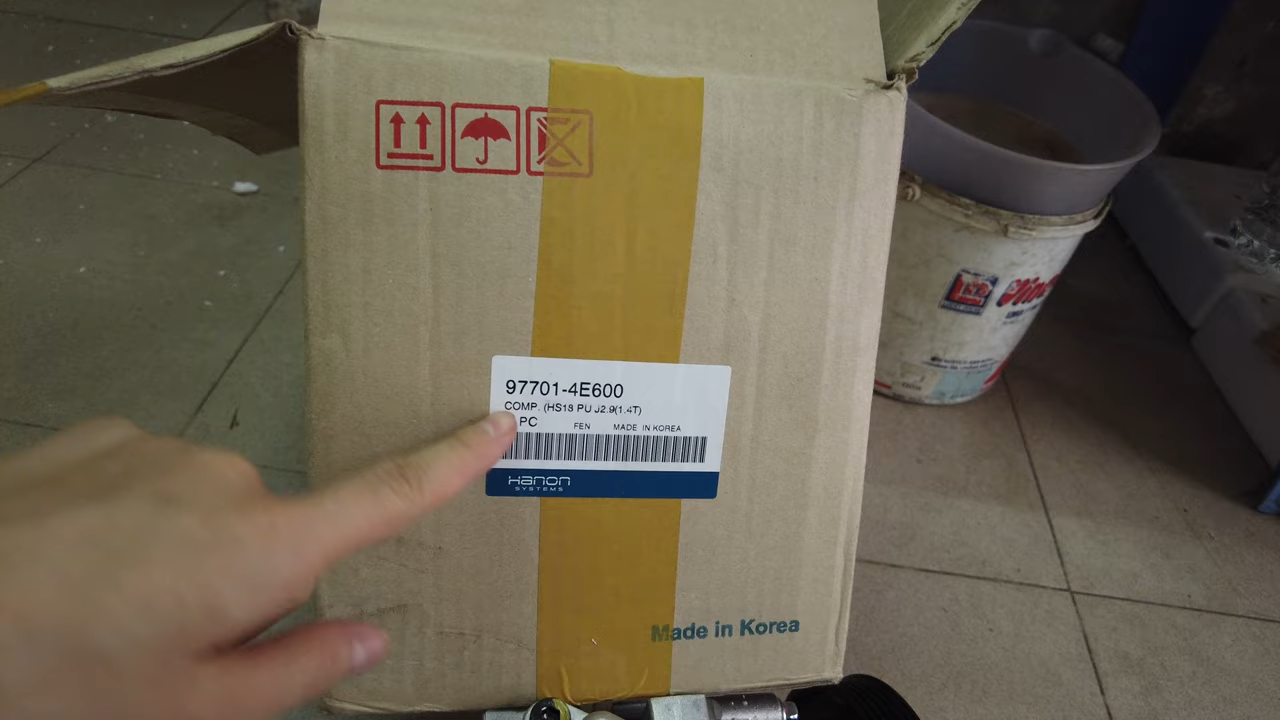 97701-4E600
COMP. (HS18 PU J2.9(1.4T)
PC
FEN MADE IN KOREA
Hanon
SYSTEMS
Made in Korea